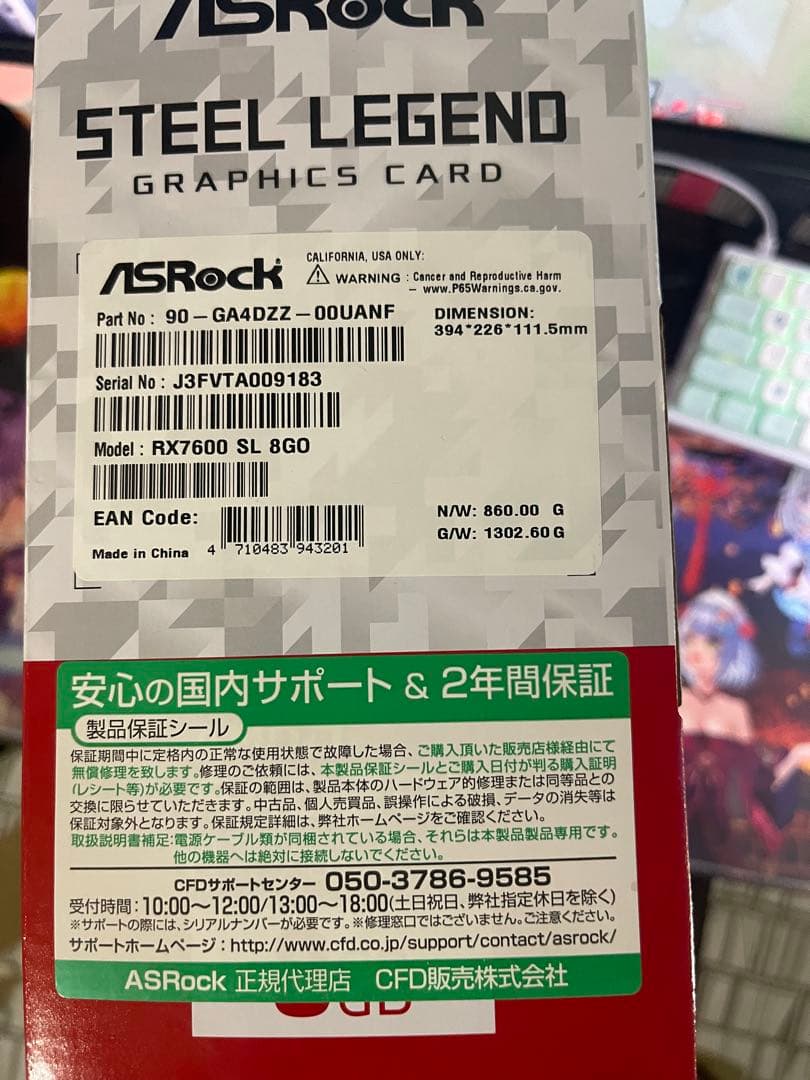 ASRock
STEEL LEGEND
GRAPHICS CARD
ASRock
CALIFORNIA, USA ONLY:
WARNING : Cancer and Reproductive Harm
– www.P65Warnings.ca.gov.
Part No : 90-GA4DZZ-00UANF
DIMENSION:
394*226*111.5mm
Serial No : J3FVTA009183
Model : RX7600 SL 8GO
EAN Code:
4 710483 943201
Made in China
N/W: 860.00 G
G/W: 1302.60 G
安心の国内サポート & 2年間保証
製品保証シール
保証期間中に定格内の正常な使用状態で故障した場合、ご購入頂いた販売店様経由にて
無償修理を致します。修理のご依頼には、本製品保証シールとご購入日付が判る購入証明
(レシート等)が必要です。保証の範囲は、製品本体のハードウェア的修理または同等品との
交換に限らせていただきます。中古品、個人売買品、誤操作による破損、データの消失等は
保証対象外となります。保証規定詳細は、弊社ホームページをご確認ください。
取扱説明書補足:電源ケーブル類が同梱されている場合、それらは本製品製品専用です。
他の機器へは絶対に接続しないでください。
CFDサポートセンター 050-3786-9585
受付時間:10:00〜12:00/13:00〜18:00(土日祝日、弊社指定休日を除く)
※サポートの際には、シリアルナンバーが必要です。※修理窓口ではございません。ご注意ください。
サポートホームページ:http://www.cfd.co.jp/support/contact/asrock/
ASRock 正規代理店 CFD販売株式会社